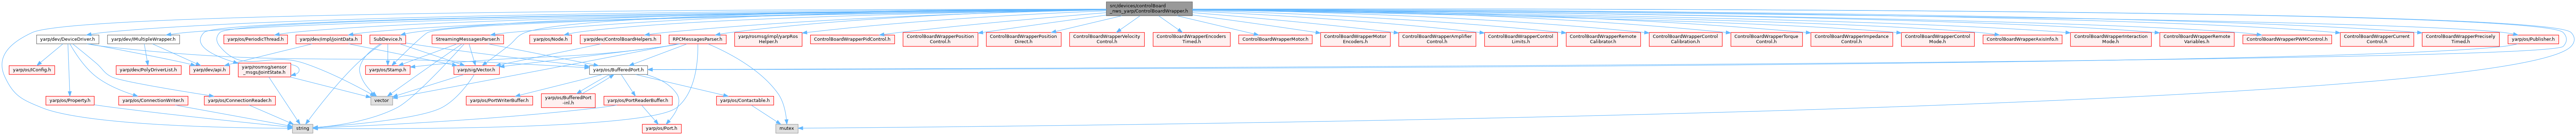 src/devices/controlBoard
_nws_yarp/ControlBoardWrapper.h
yarp/dev/DeviceDriver.h
yarp/dev/IMultipleWrapper.h
yarp/os/PeriodicThread.h
yarp/dev/impl/jointData.h
SubDevice.h
StreamingMessagesParser.h
yarp/os/Node.h
yarp/dev/ControlBoardHelpers.h
RPCMessagesParser.h
yarp/rosmsg/impl/yarpRos
Helper.h
ControlBoardWrapperPidControl.h
ControlBoardWrapperPosition
Control.h
ControlBoardWrapperPosition
Direct.h
ControlBoardWrapperVelocity
Control.h
ControlBoardWrapperEncoders
Timed.h
ControlBoardWrapperMotor.h
ControlBoardWrapperMotor
Encoders.h
ControlBoardWrapperAmplifier
Control.h
ControlBoardWrapperControl
Limits.h
ControlBoardWrapperRemote
Calibrator.h
ControlBoardWrapperControl
Calibration.h
ControlBoardWrapperTorque
Control.h
ControlBoardWrapperImpedance
Control.h
ControlBoardWrapperControl
Mode.h
ControlBoardWrapperAxisInfo.h
ControlBoardWrapperInteraction
Mode.h
ControlBoardWrapperRemote
Variables.h
ControlBoardWrapperPWMControl.h
ControlBoardWrapperCurrent
Control.h
ControlBoardWrapperPrecisely
Timed.h
yarp/os/Publisher.h
yarp/os/IConfig.h
yarp/dev/PolyDriverList.h
yarp/dev/api.h
yarp/rosmsg/sensor
_msgs/JointState.h
yarp/os/Stamp.h
yarp/sig/Vector.h
yarp/os/BufferedPort.h
yarp/os/Property.h
yarp/os/ConnectionWriter.h
yarp/os/ConnectionReader.h
vector
yarp/os/PortWriterBuffer.h
yarp/os/BufferedPort
-inl.h
yarp/os/PortReaderBuffer.h
yarp/os/Contactable.h
string
yarp/os/Port.h
mutex